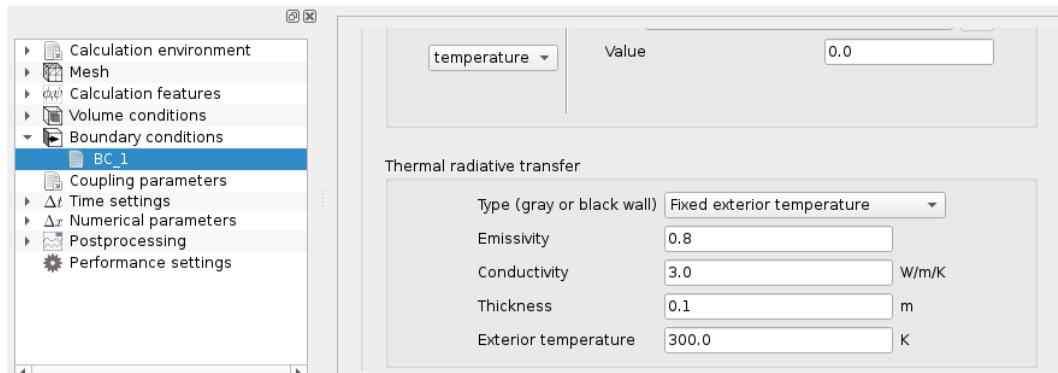 Calculation environment
Mesh
Calculation features
Volume conditions
Boundary conditions
BC_1
Coupling parameters
Δt Time settings
Δx Numerical parameters
Postprocessing
Performance settings
temperature
Value 0.0
Thermal radiative transfer
Type (gray or black wall) Fixed exterior temperature
Emissivity 0.8
Conductivity 3.0 W/m/K
Thickness 0.1 m
Exterior temperature 300.0 K